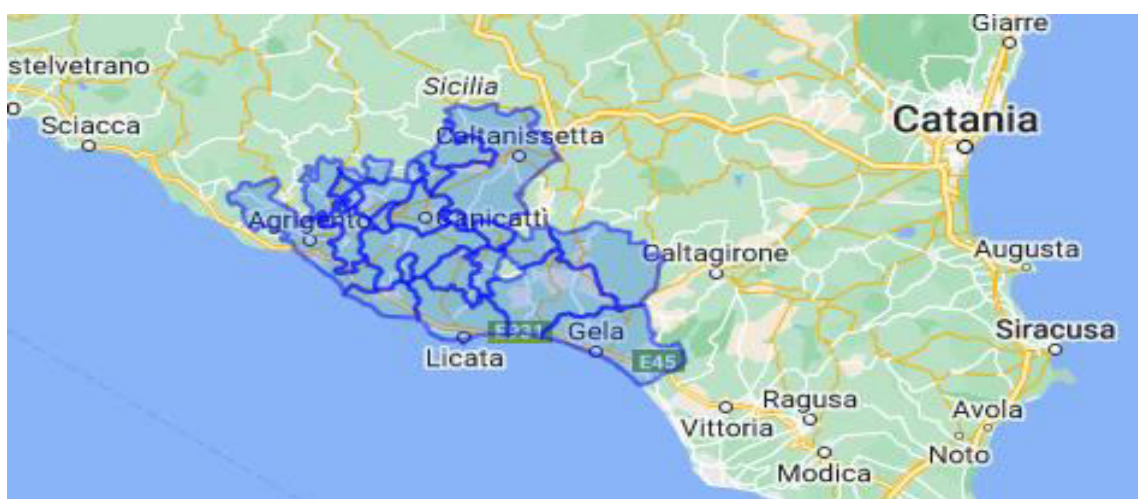 Giarre
stelvetrano
Sicilia
Catania
Sciacca
Caltanissetta
Agrigento
Canicattì
Caltagirone
Augusta
E931
Gela
Siracusa
Licata
E45
Ragusa
Avola
Vittoria
Noto
Modica